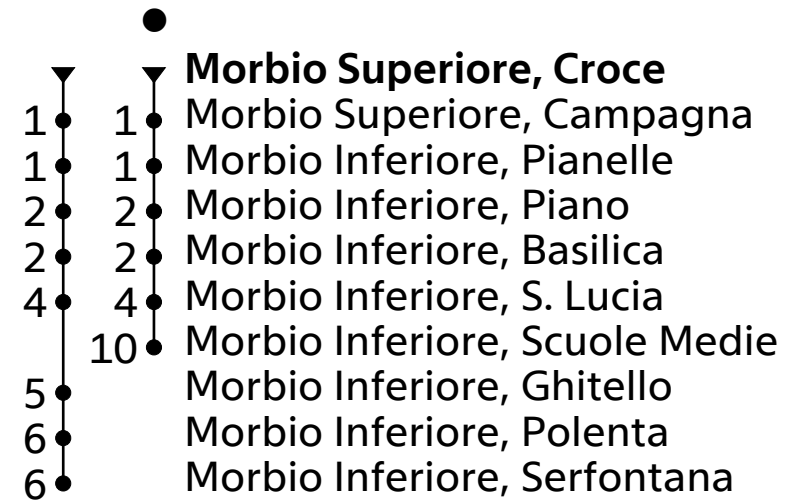 Morbio Superiore, Croce
1 1 Morbio Superiore, Campagna
1 1 Morbio Inferiore, Pianelle
2 2 Morbio Inferiore, Piano
2 2 Morbio Inferiore, Basilica
4 4 Morbio Inferiore, S. Lucia
10 Morbio Inferiore, Scuole Medie
5 Morbio Inferiore, Ghitello
6 Morbio Inferiore, Polenta
6 Morbio Inferiore, Serfontana